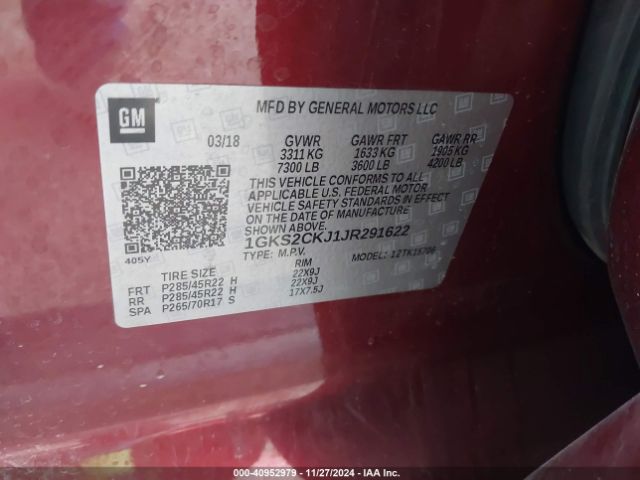 GM
MFD BY GENERAL MOTORS LLC
03/18 GVWR GAWR FRT GAWR RR
3311 KG 1633 KG 1905 KG
7300 LB 3600 LB 4200 LB
THIS VEHICLE CONFORMS TO ALL
APPLICABLE U.S. FEDERAL MOTOR
VEHICLE SAFETY STANDARDS IN EFFECT
ON THE DATE OF MANUFACTURE
SHOWN ABOVE.
1GKS2CKJ1JR291622
405Y
TYPE: M.P.V. MODEL: 12TK15706
TIRE SIZE RIM
FRT P285/45R22 H 22X9J
RR P285/45R22 H 22X9J
SPA P265/70R17 S 17X7.5J
000-40952979 - 11/27/2024 - IAAI.COM